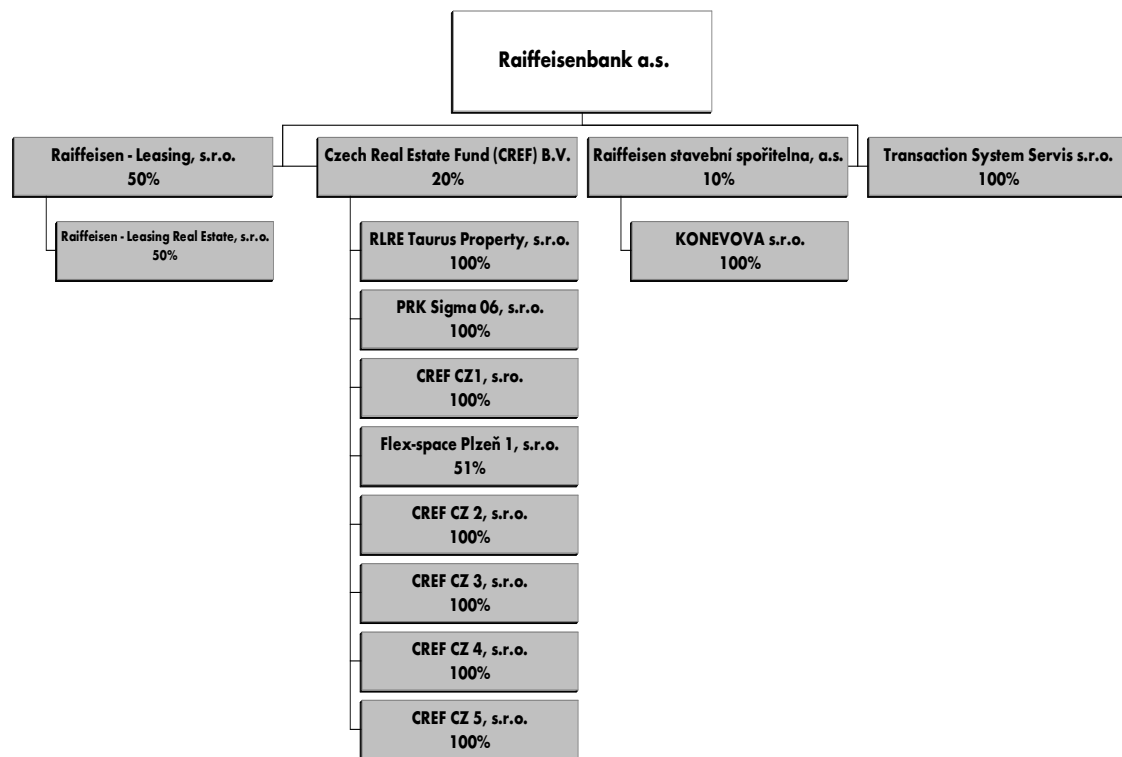 Raiffeisenbank a.s.
Raiffeisen - Leasing, s.r.o.
50%
Czech Real Estate Fund (CREF) B.V.
20%
Raiffeisen stavební spořitelna, a.s.
10%
Transaction System Servis s.r.o.
100%
Raiffeisen - Leasing Real Estate, s.r.o.
50%
RLRE Taurus Property, s.r.o.
100%
KONEVOVA s.r.o.
100%
PRK Sigma 06, s.r.o.
100%
CREF CZ1, s.ro.
100%
Flex-space Plzeň 1, s.r.o.
51%
CREF CZ 2, s.r.o.
100%
CREF CZ 3, s.r.o.
100%
CREF CZ 4, s.r.o.
100%
CREF CZ 5, s.r.o.
100%